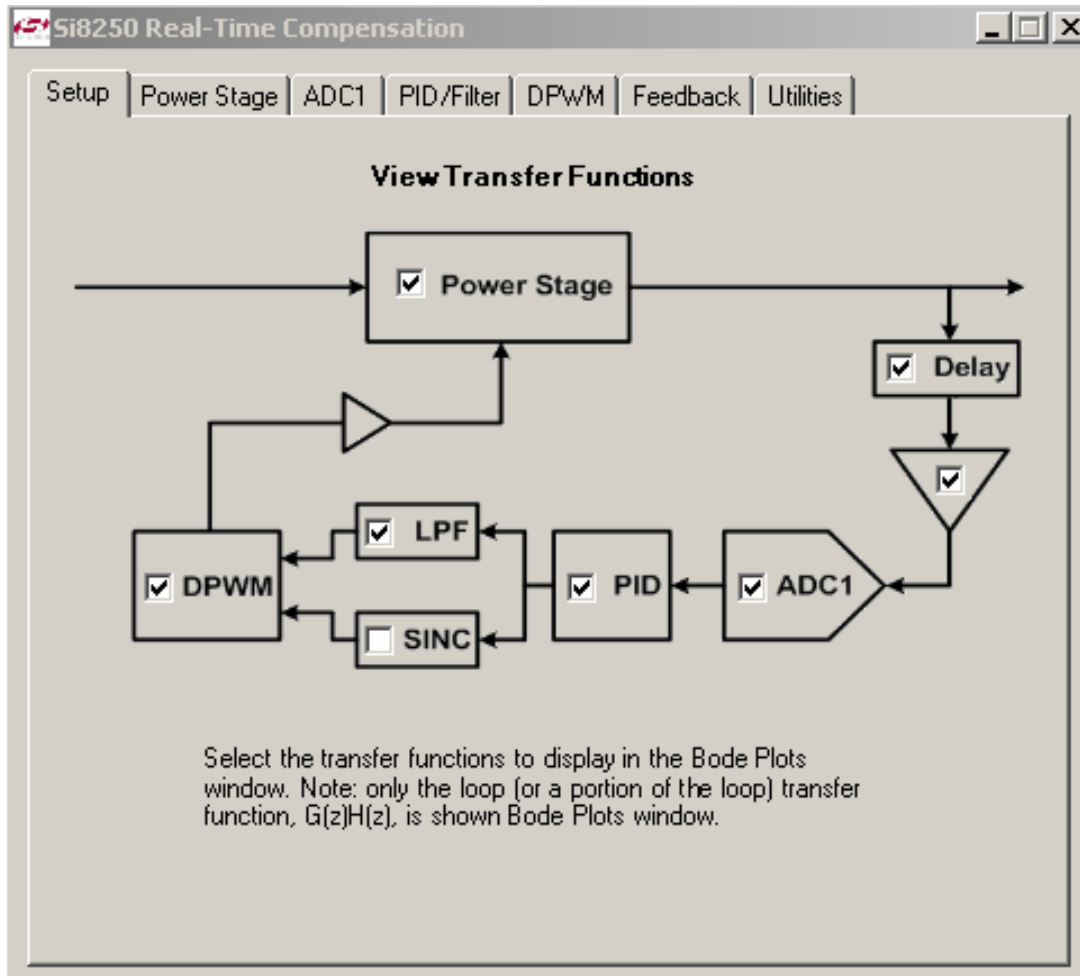 Si8250 Real-Time Compensation
Setup Power Stage ADC1 PID/Filter DPWM Feedback Utilities
View Transfer Functions
Power Stage
Delay
LPF
DPWM
PID
ADC1
SINC
Select the transfer functions to display in the Bode Plots
window. Note: only the loop (or a portion of the loop) transfer
function, G(z)H(z), is shown Bode Plots window.